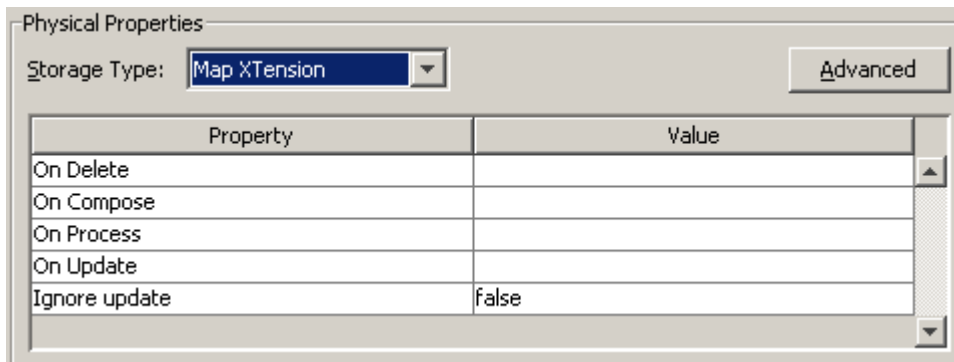 Physical Properties
Storage Type: Map XTension Advanced
Property Value
On Delete
On Compose
On Process
On Update
Ignore update false